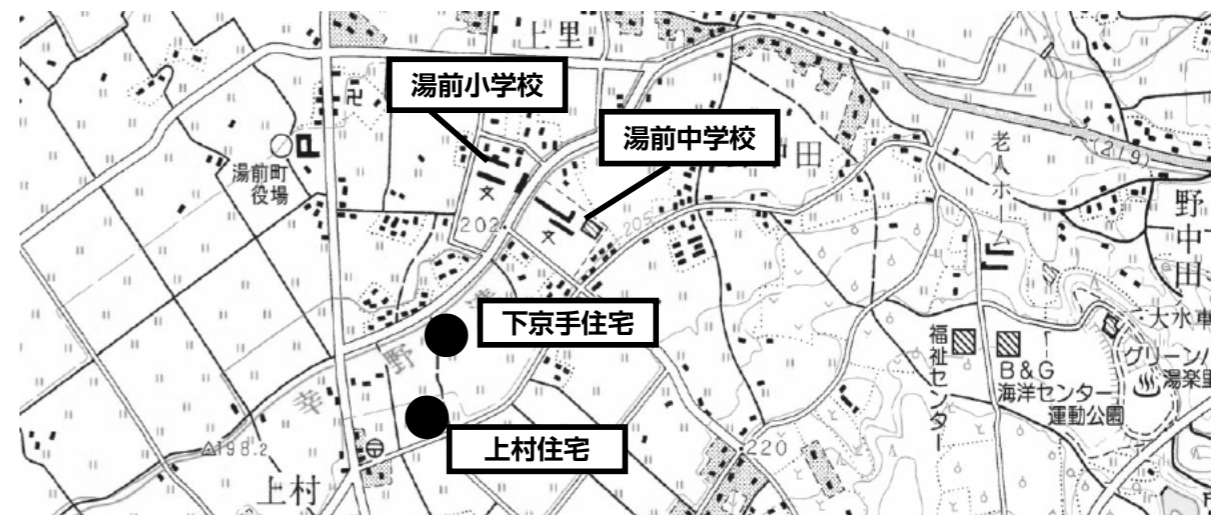 上里
湯前小学校
湯前中学校
中田
湯前町
役場
老人ホーム
(219)
野中田
202
205
下京手住宅
幸野溝
福祉センター
B&G
海洋センター
運動公園
大水車
グリーンパ
湯楽里
198.2
上村住宅
220
上村